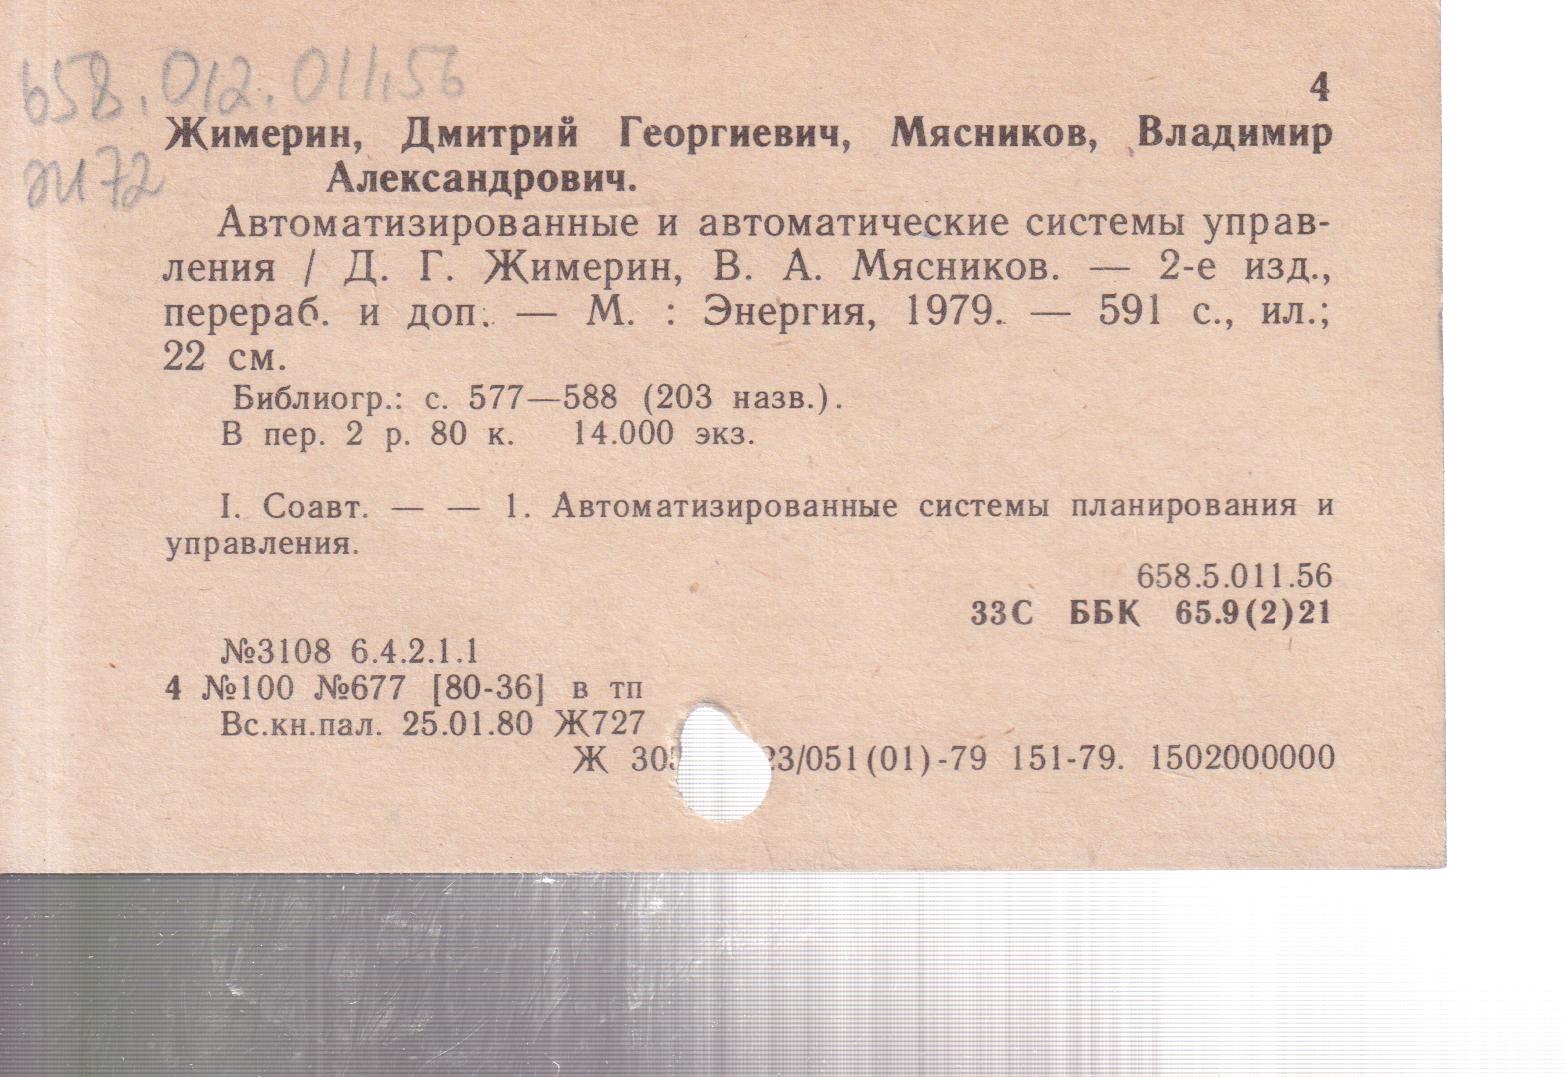 658.012.011.56
4
Жимерин, Дмитрий Георгиевич, Мясников, Владимир
Ж72
Александрович.
Автоматизированные и автоматические системы управ-
ления / Д. Г. Жимерин, В. А. Мясников. — 2-е изд.,
перераб. и доп. — М. : Энергия, 1979. — 591 с., ил.;
22 см.
Библиогр.: с. 577—588 (203 назв.).
В пер. 2 р. 80 к. 14.000 экз.
I. Соавт. — — 1. Автоматизированные системы планирования и
управления.
658.5.011.56
33С ББК 65.9(2)21
№3108 6.4.2.1.1
4 №100 №677 [80-36] в тп
Вс.кн.пал. 25.01.80 Ж727
Ж 23/051(01)-79 151-79. 1502000000